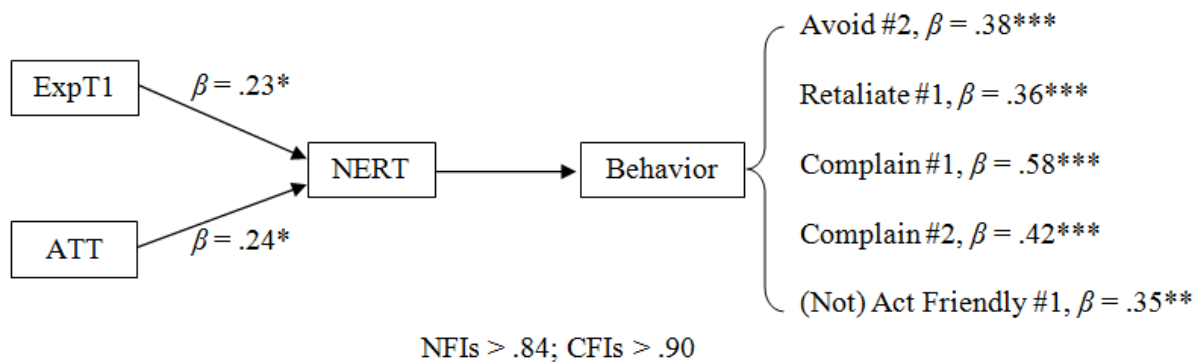 ExpT1
β = .23*
ATT
β = .24*
NERT
Behavior
Avoid #2, β = .38***
Retaliate #1, β = .36***
Complain #1, β = .58***
Complain #2, β = .42***
(Not) Act Friendly #1, β = .35**
NFIs > .84; CFIs > .90